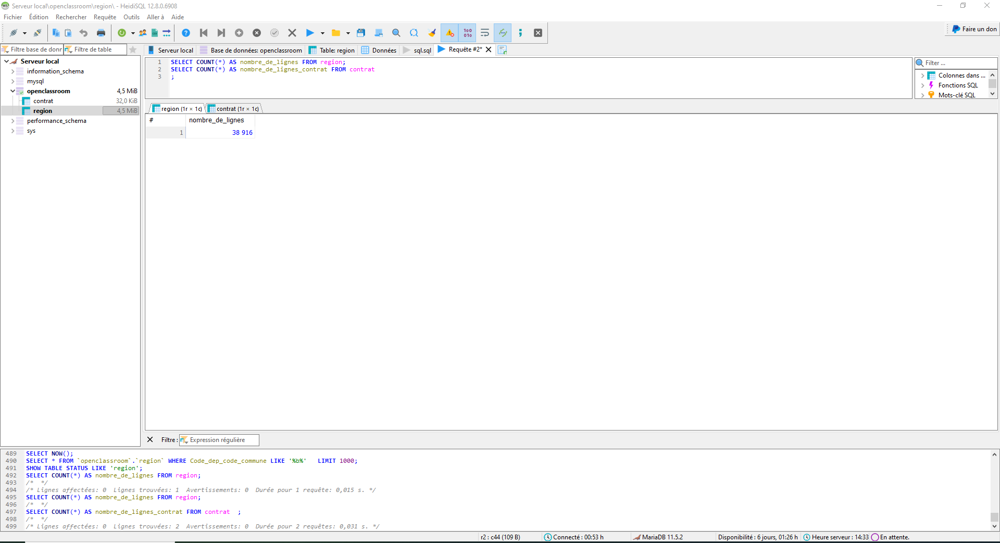 Serveur local\openclassroom\region\ - HeidiSQL 12.8.0.6908
Fichier Édition Rechercher Requête Outils Aller à Aide
Faire un don
Filtre base de donr Filtre de table
Serveur local Base de données: openclassroom Table: region Données sql.sql Requête #2*
Serveur local
information_schema
mysql
openclassroom 4,5 MiB
contrat 32,0 KiB
region 4,5 MiB
performance_schema
sys
1 SELECT COUNT(*) AS nombre_de_lignes FROM region;
2 SELECT COUNT(*) AS nombre_de_lignes_contrat FROM contrat
3 ;
Filter ...
Colonnes dans ...
Fonctions SQL
Mots-clé SQL
region (1r × 1c) contrat (1r × 1c)
# nombre_de_lignes
1 38 916
Filtre : Expression régulière
489 SELECT NOW();
490 SELECT * FROM `openclassroom`.`region` WHERE Code_dep_code_commune LIKE '%b%' LIMIT 1000;
491 SHOW TABLE STATUS LIKE 'region';
492 SELECT COUNT(*) AS nombre_de_lignes FROM region;
493 /* */
494 /* Lignes affectées: 0 Lignes trouvées: 1 Avertissements: 0 Durée pour 1 requête: 0,015 s. */
495 SELECT COUNT(*) AS nombre_de_lignes FROM region;
496 /* */
497 SELECT COUNT(*) AS nombre_de_lignes_contrat FROM contrat ;
498 /* */
499 /* Lignes affectées: 0 Lignes trouvées: 2 Avertissements: 0 Durée pour 2 requêtes: 0,031 s. */
r2 : c44 (109 B) Connecté : 00:53 h MariaDB 11.5.2 Disponibilité : 6 jours, 01:26 h Heure serveur : 14:33 En attente.